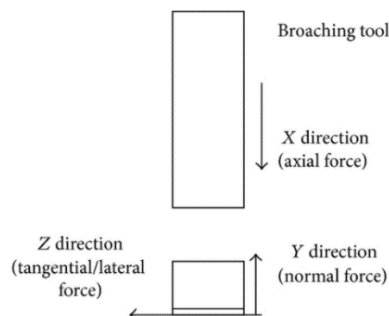 Broaching tool
X direction
(axial force)
Z direction
(tangential/lateral
force)
Y direction
(normal force)